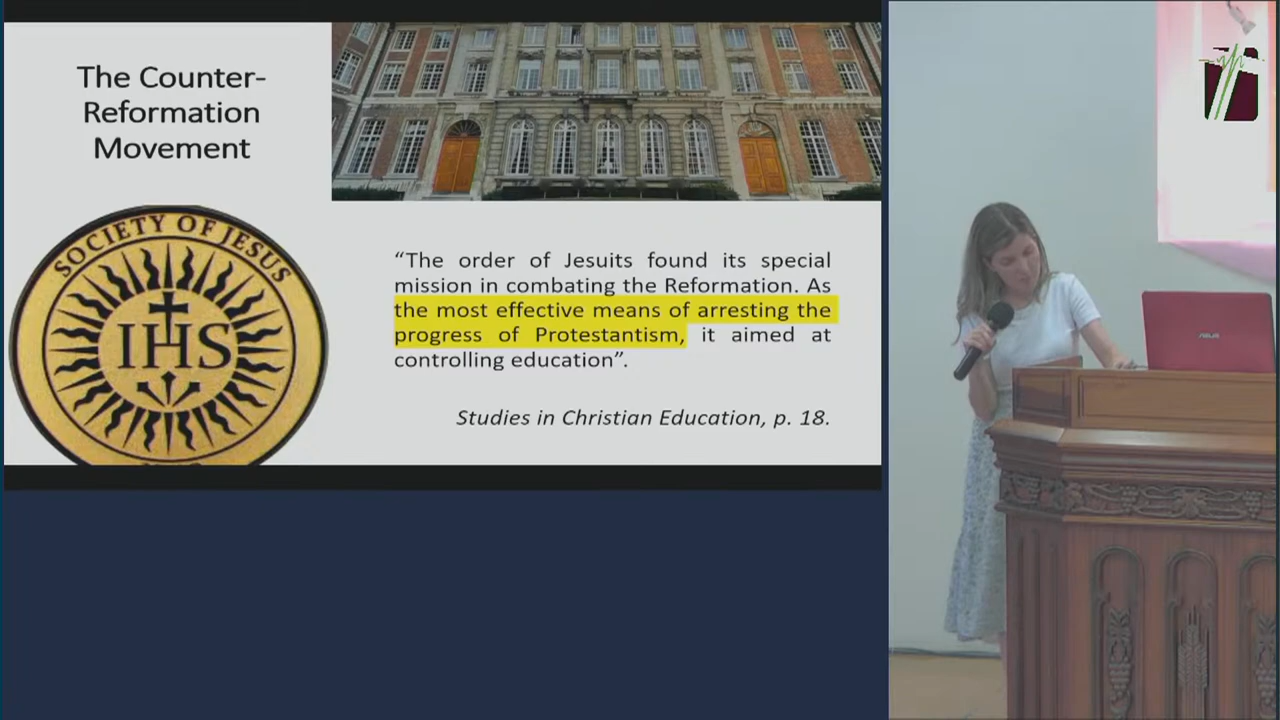 The Counter-
Reformation
Movement
SOCIETY OF JESUS
IHS
“The order of Jesuits found its special
mission in combating the Reformation. As
the most effective means of arresting the
progress of Protestantism, it aimed at
controlling education”.
Studies in Christian Education, p. 18.
ASUS